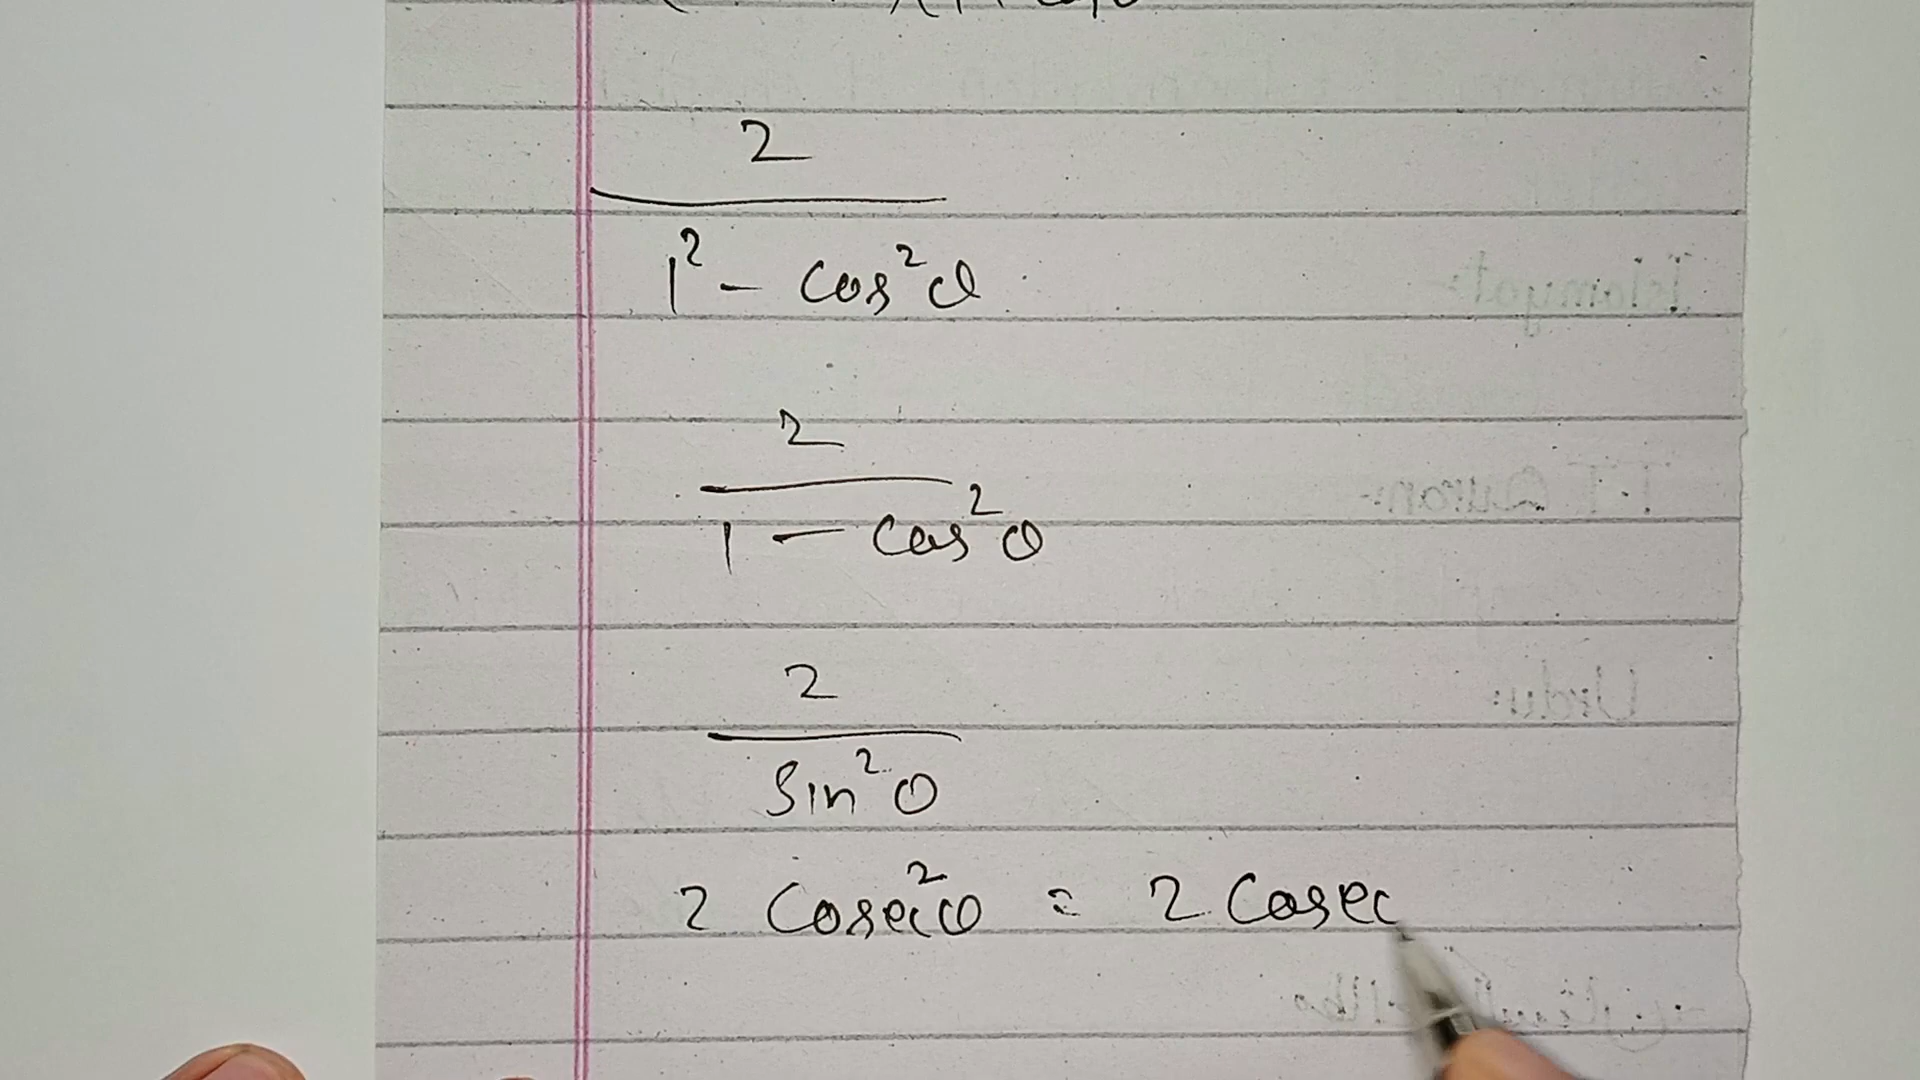 2
1² - Cos²θ
2
1 - Cos²θ
2
Sin²θ
2 Cosec²θ = 2 Cosec